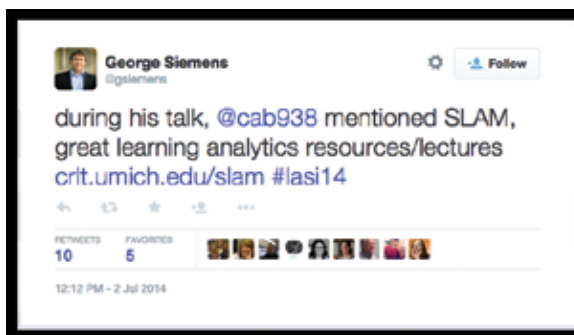 George Siemens
@gsiemens
Follow
during his talk, @cab938 mentioned SLAM,
great learning analytics resources/lectures
crlt.umich.edu/slam #lasi14
RETWEETS FAVORITES
10 5
12:12 PM - 2 Jul 2014